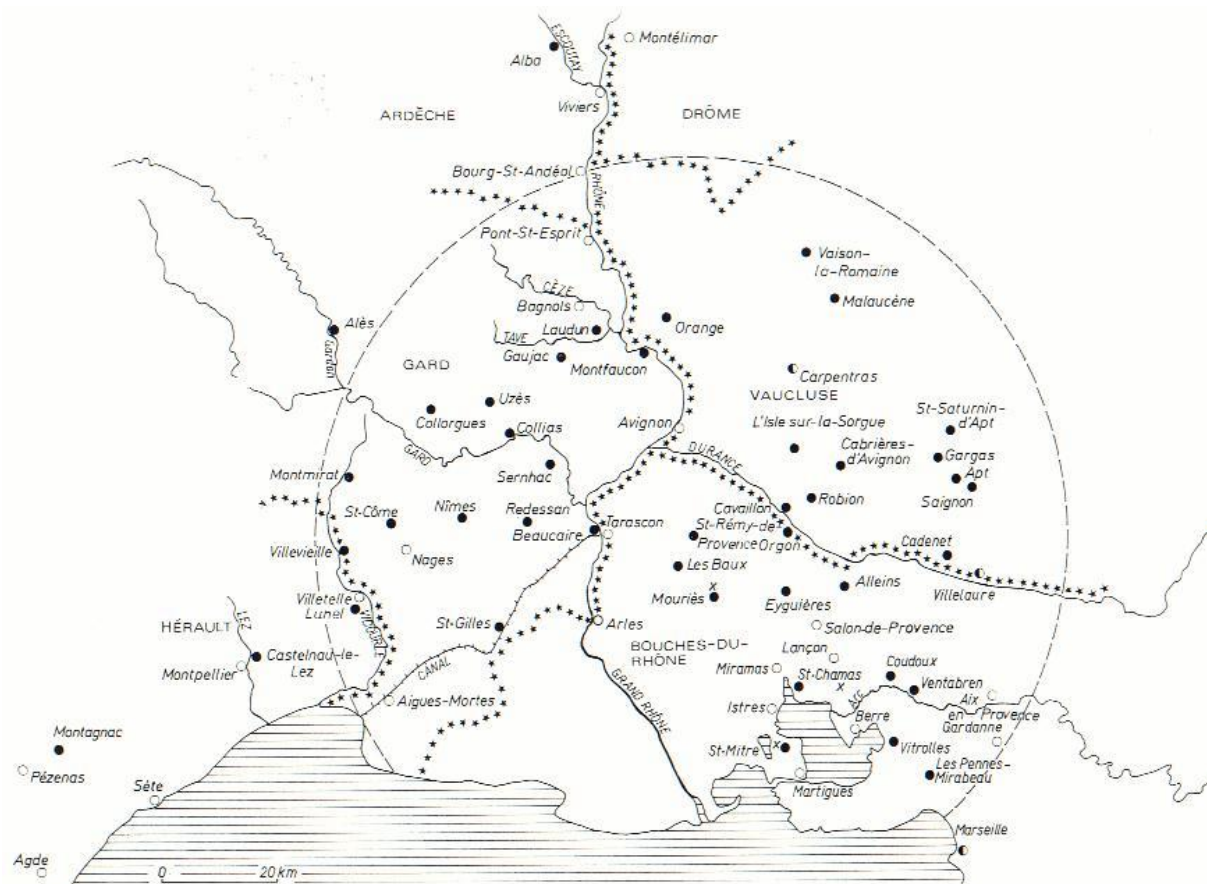 Montélimar
ESCOUTAY
Alba
Viviers
ARDÈCHE
DRÔME
Bourg-St-Andéol
RHÔNE
Pont-St-Esprit
Vaison-
la-Romaine
CÈZE
Bagnols
Malaucène
Alès
Laudun
Orange
TAVE
Gardon
Gaujac
Montfaucon
GARD
Carpentras
VAUCLUSE
Uzès
Collorgues
St-Saturnin-
d'Apt
Avignon
L'Isle sur-la-Sorgue
Collias
Cabrières-
d'Avignon
GARD
DURANCE
Gargas
Apt
Montmirat
Sernhac
Saignon
Robion
Cavaillon
St-Côme
Nîmes
Redessan
Beaucaire
Tarascon
St-Rémy-de-
Provence
Orgon
Cadenet
Villevieille
Nages
Les Baux
Alleins
Villelaure
x
Mouriès
Eyguières
Villetelle
Lunel
VIDOURLE
LEZ
HÉRAULT
St-Gilles
Arles
Salon-de-Provence
BOUCHES-DU-
RHÔNE
Lançon
Castelnau-le-
Lez
Montpellier
CANAL
Miramas
St-Chamas
x
Coudoux
Ventabren
GRAND RHÔNE
Aigues-Mortes
Istres
Arc
Aix
en-Provence
Berre
Gardanne
Montagnac
St-Mitre
x
Vitrolles
Pézenas
Les Pennes-
Mirabeau
Sète
Martigues
Marseille
Agde
0 20 km